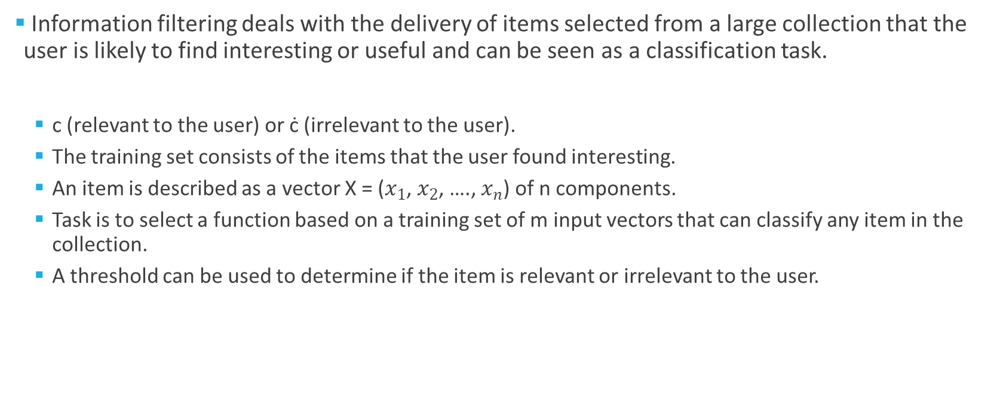 ▪ Information filtering deals with the delivery of items selected from a large collection that the
user is likely to find interesting or useful and can be seen as a classification task.
▪ c (relevant to the user) or ċ (irrelevant to the user).
▪ The training set consists of the items that the user found interesting.
▪ An item is described as a vector X = (x₁, x₂, ...., xₙ) of n components.
▪ Task is to select a function based on a training set of m input vectors that can classify any item in the
collection.
▪ A threshold can be used to determine if the item is relevant or irrelevant to the user.